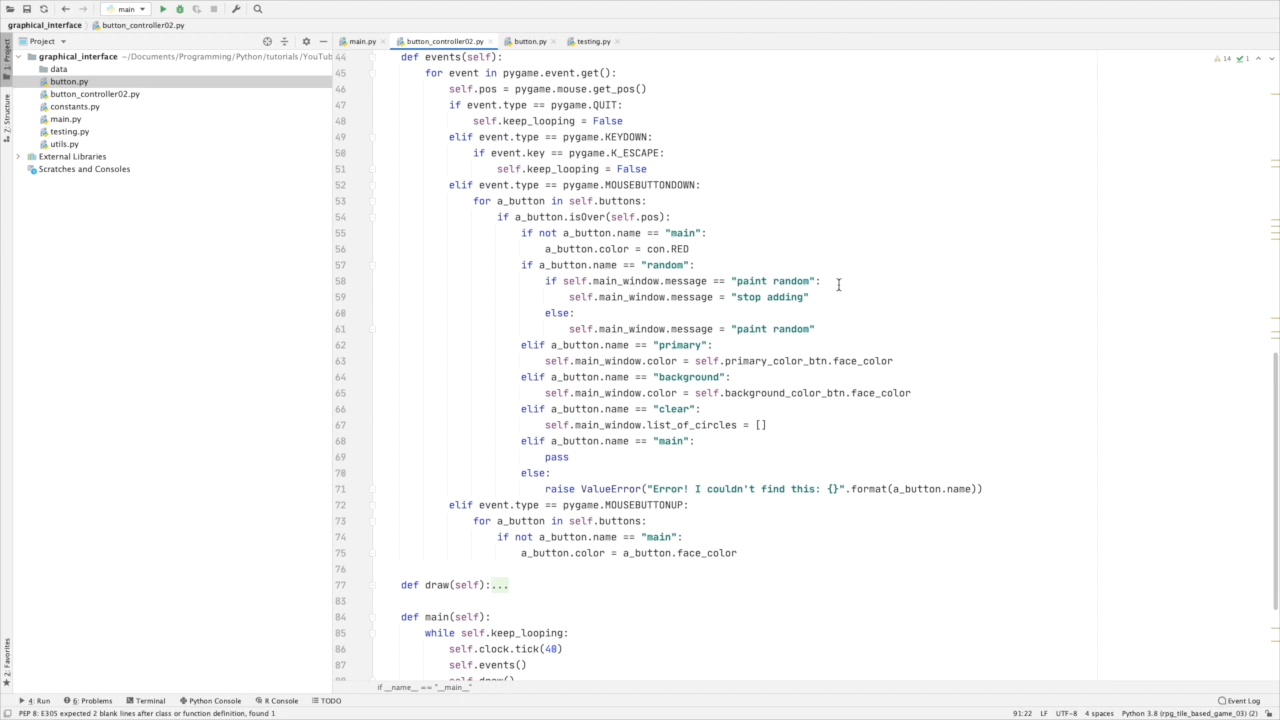 main
graphical_interface
button_controller02.py
Project
main.py
button_controller02.py
button.py
testing.py
1: Project
7: Structure
2: Favorites
graphical_interface ~/Documents/Programming/Python/tutorials/YouTub
data
button.py
button_controller02.py
constants.py
main.py
testing.py
utils.py
External Libraries
Scratches and Consoles
14 1
44 def events(self):
45 for event in pygame.event.get():
46 self.pos = pygame.mouse.get_pos()
47 if event.type == pygame.QUIT:
48 self.keep_looping = False
49 elif event.type == pygame.KEYDOWN:
50 if event.key == pygame.K_ESCAPE:
51 self.keep_looping = False
52 elif event.type == pygame.MOUSEBUTTONDOWN:
53 for a_button in self.buttons:
54 if a_button.isOver(self.pos):
55 if not a_button.name == "main":
56 a_button.color = con.RED
57 if a_button.name == "random":
58 if self.main_window.message == "paint random":
59 self.main_window.message = "stop adding"
60 else:
61 self.main_window.message = "paint random"
62 elif a_button.name == "primary":
63 self.main_window.color = self.primary_color_btn.face_color
64 elif a_button.name == "background":
65 self.main_window.color = self.background_color_btn.face_color
66 elif a_button.name == "clear":
67 self.main_window.list_of_circles = []
68 elif a_button.name == "main":
69 pass
70 else:
71 raise ValueError("Error! I couldn't find this: {}".format(a_button.name))
72 elif event.type == pygame.MOUSEBUTTONUP:
73 for a_button in self.buttons:
74 if not a_button.name == "main":
75 a_button.color = a_button.face_color
76
77 def draw(self):...
83
84 def main(self):
85 while self.keep_looping:
86 self.clock.tick(40)
87 self.events()
88 self.draw()
if __name__ == "__main__"
4: Run
6: Problems
Terminal
Python Console
R Console
TODO
Event Log
PEP 8: E305 expected 2 blank lines after class or function definition, found 1
91:22 LF UTF-8 4 spaces Python 3.8 (rpg_tile_based_game_03) (2)